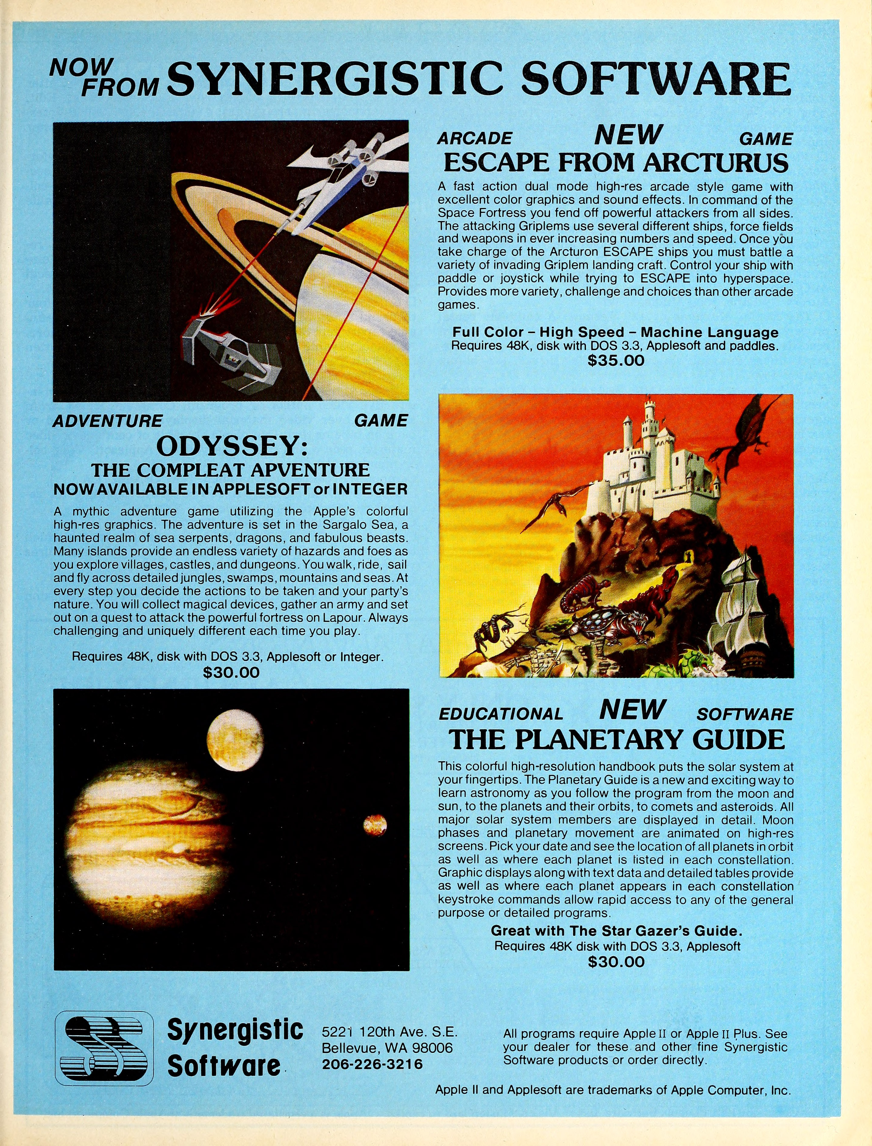 NOW
FROM SYNERGISTIC SOFTWARE
ARCADE NEW GAME
ESCAPE FROM ARCTURUS
A fast action dual mode high-res arcade style game with
excellent color graphics and sound effects. In command of the
Space Fortress you fend off powerful attackers from all sides.
The attacking Griplems use several different ships, force fields
and weapons in ever increasing numbers and speed. Once you
take charge of the Arcturon ESCAPE ships you must battle a
variety of invading Griplem landing craft. Control your ship with
paddle or joystick while trying to ESCAPE into hyperspace.
Provides more variety, challenge and choices than other arcade
games.
Full Color – High Speed – Machine Language
Requires 48K, disk with DOS 3.3, Applesoft and paddles.
$35.00
ADVENTURE GAME
ODYSSEY:
THE COMPLEAT APVENTURE
NOW AVAILABLE IN APPLESOFT or INTEGER
A mythic adventure game utilizing the Apple's colorful
high-res graphics. The adventure is set in the Sargalo Sea, a
haunted realm of sea serpents, dragons, and fabulous beasts.
Many islands provide an endless variety of hazards and foes as
you explore villages, castles, and dungeons. You walk, ride, sail
and fly across detailed jungles, swamps, mountains and seas. At
every step you decide the actions to be taken and your party's
nature. You will collect magical devices, gather an army and set
out on a quest to attack the powerful fortress on Lapour. Always
challenging and uniquely different each time you play.
Requires 48K, disk with DOS 3.3, Applesoft or Integer.
$30.00
EDUCATIONAL NEW SOFTWARE
THE PLANETARY GUIDE
This colorful high-resolution handbook puts the solar system at
your fingertips. The Planetary Guide is a new and exciting way to
learn astronomy as you follow the program from the moon and
sun, to the planets and their orbits, to comets and asteroids. All
major solar system members are displayed in detail. Moon
phases and planetary movement are animated on high-res
screens. Pick your date and see the location of all planets in orbit
as well as where each planet is listed in each constellation.
Graphic displays along with text data and detailed tables provide
as well as where each planet appears in each constellation
keystroke commands allow rapid access to any of the general
purpose or detailed programs.
Great with The Star Gazer's Guide.
Requires 48K disk with DOS 3.3, Applesoft
$30.00
Synergistic
Software
5221 120th Ave. S.E.
Bellevue, WA 98006
206-226-3216
All programs require Apple II or Apple II Plus. See
your dealer for these and other fine Synergistic
Software products or order directly.
Apple II and Applesoft are trademarks of Apple Computer, Inc.